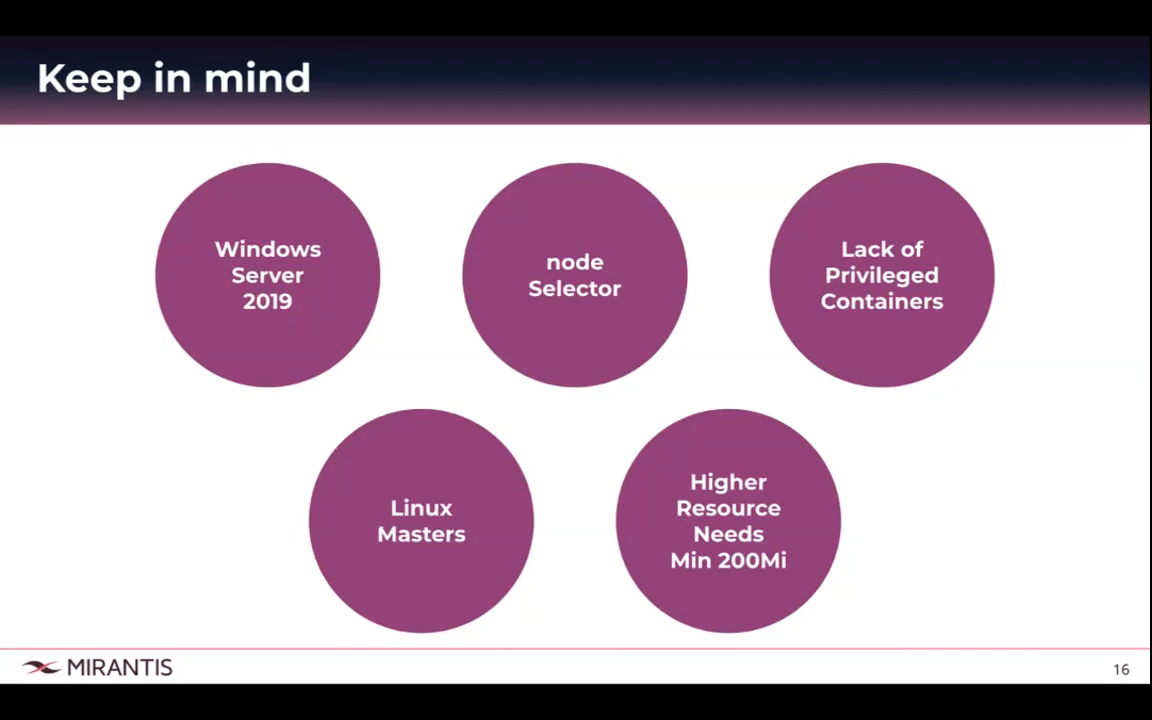 Keep in mind
Windows
Server
2019
node
Selector
Lack of
Privileged
Containers
Linux
Masters
Higher
Resource
Needs
Min 200Mi
MIRANTIS
16